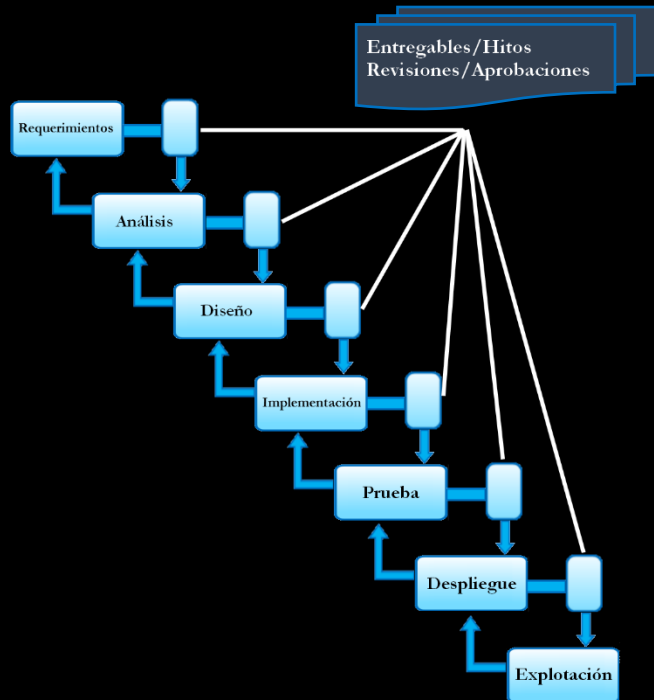 Entregables/Hitos
Revisiones/Aprobaciones
Requerimientos
Análisis
Diseño
Implementación
Prueba
Despliegue
Explotación